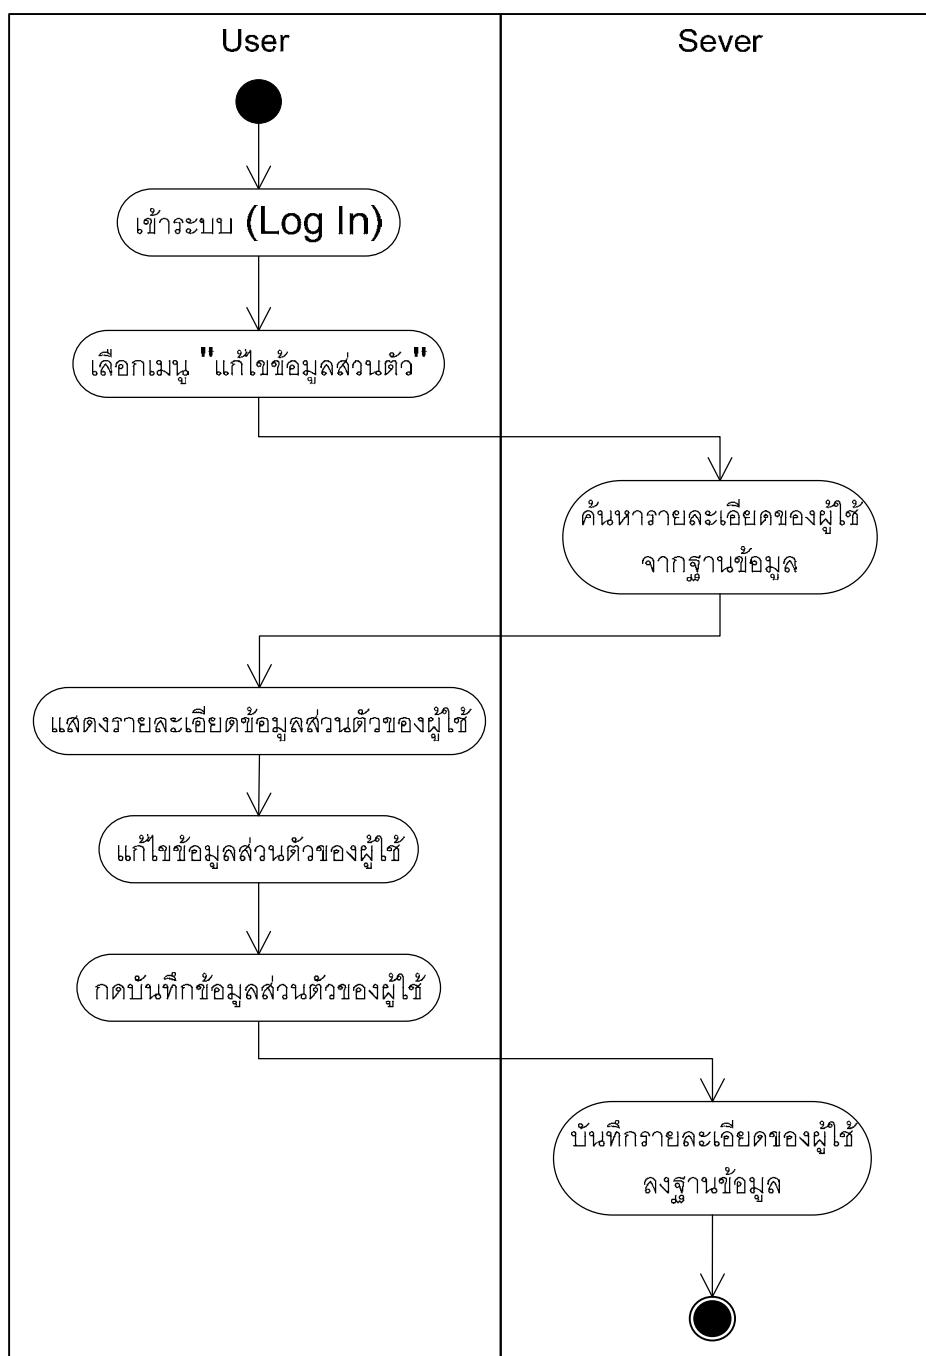 User
Sever
เข้าระบบ (Log In)
เลือกเมนู "แก้ไขข้อมูลส่วนตัว"
ค้นหารายละเอียดของผู้ใช้
จากฐานข้อมูล
แสดงรายละเอียดข้อมูลส่วนตัวของผู้ใช้
แก้ไขข้อมูลส่วนตัวของผู้ใช้
กดบันทึกข้อมูลส่วนตัวของผู้ใช้
บันทึกรายละเอียดของผู้ใช้
ลงฐานข้อมูล